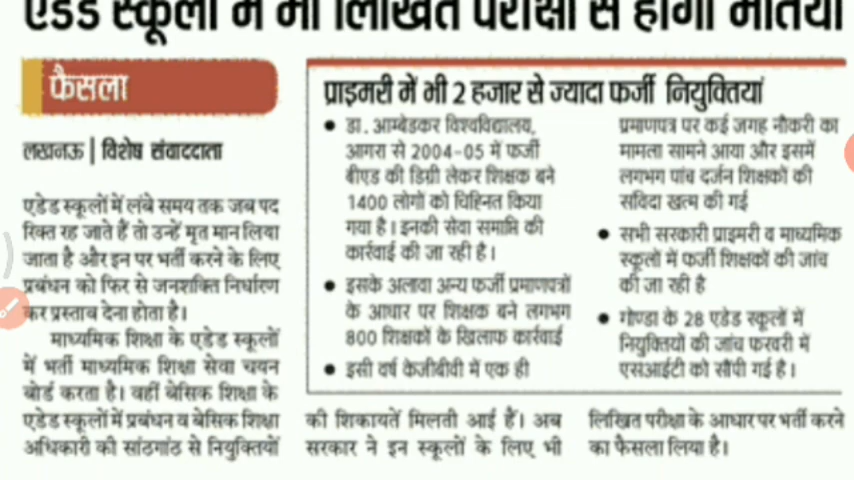 एडेड स्कूलों में भी लिखित परीक्षा से होगी भर्तियां
फैसला
लखनऊ | विशेष संवाददाता
एडेड स्कूलों में लंबे समय तक जब पद
रिक्त रह जाते हैं तो उन्हें मृत मान लिया
जाता है और इन पर भर्ती करने के लिए
प्रबंधन को फिर से जनशक्ति निर्धारण
कर प्रस्ताव देना होता है।
माध्यमिक शिक्षा के एडेड स्कूलों
में भर्ती माध्यमिक शिक्षा सेवा चयन
बोर्ड करता है। वहीं बेसिक शिक्षा के
एडेड स्कूलों में प्रबंधन व बेसिक शिक्षा
अधिकारी की सांठगांठ से नियुक्तियों
प्राइमरी में भी 2 हजार से ज्यादा फर्जी नियुक्तियां
• डा. आम्बेडकर विश्वविद्यालय,
आगरा से 2004-05 में फर्जी
बीएड की डिग्री लेकर शिक्षक बने
1400 लोगों को चिह्नित किया
गया है। इनकी सेवा समाप्ति की
कार्रवाई की जा रही है।
• इसके अलावा अन्य फर्जी प्रमाणपत्रों
के आधार पर शिक्षक बने लगभग
800 शिक्षकों के खिलाफ कार्रवाई
• इसी वर्ष केजीबीवी में एक ही
प्रमाणपत्र पर कई जगह नौकरी का
मामला सामने आया और इसमें
लगभग पांच दर्जन शिक्षकों की
संविदा खत्म की गई
• सभी सरकारी प्राइमरी व माध्यमिक
स्कूलों में फर्जी शिक्षकों की जांच
की जा रही है
• गोण्डा के 28 एडेड स्कूलों में
नियुक्तियों की जांच फरवरी में
एसआईटी को सौंपी गई है।
की शिकायतें मिलती आई हैं। अब
सरकार ने इन स्कूलों के लिए भी
लिखित परीक्षा के आधार पर भर्ती करने
का फैसला लिया है।